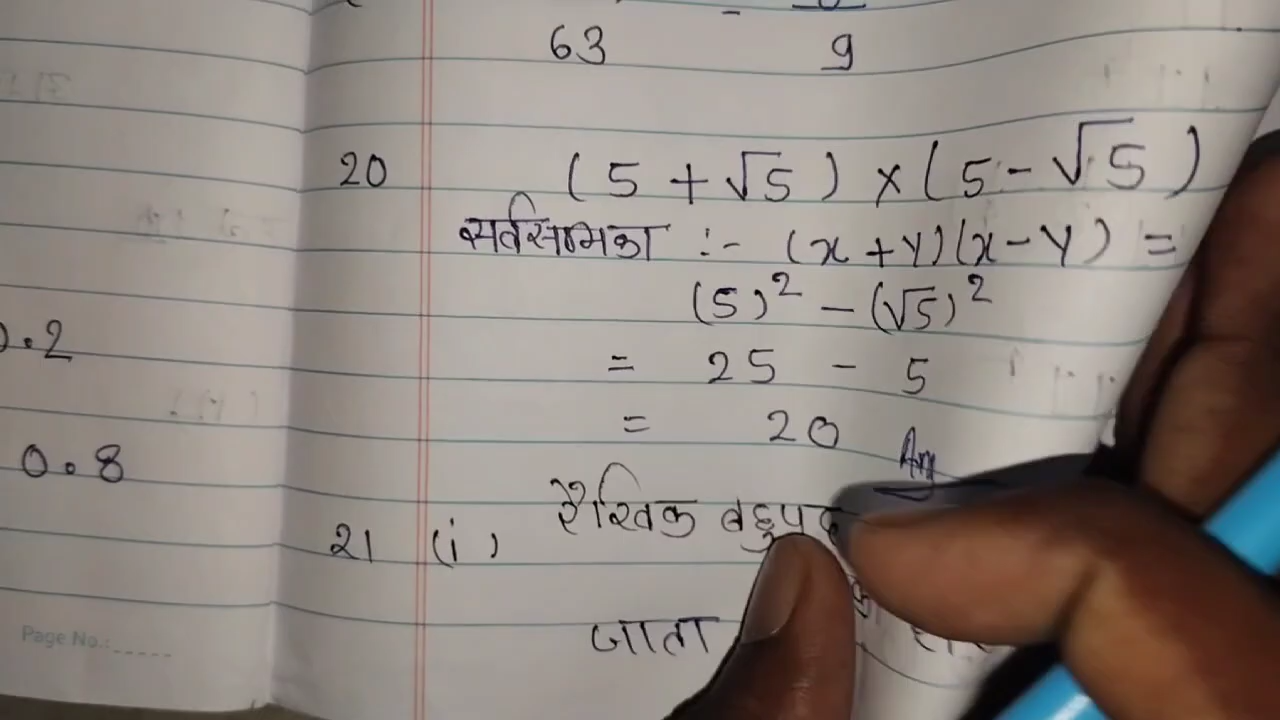 63 - 9
20 (5 + √5) × (5 - √5)
सर्वसमिका :- (x + y)(x - y) =
(5)² - (√5)²
0.2
= 25 - 5
= 20 Ans
0.8
21 (i) रैखिक बहुपद
जाता
Page No.: